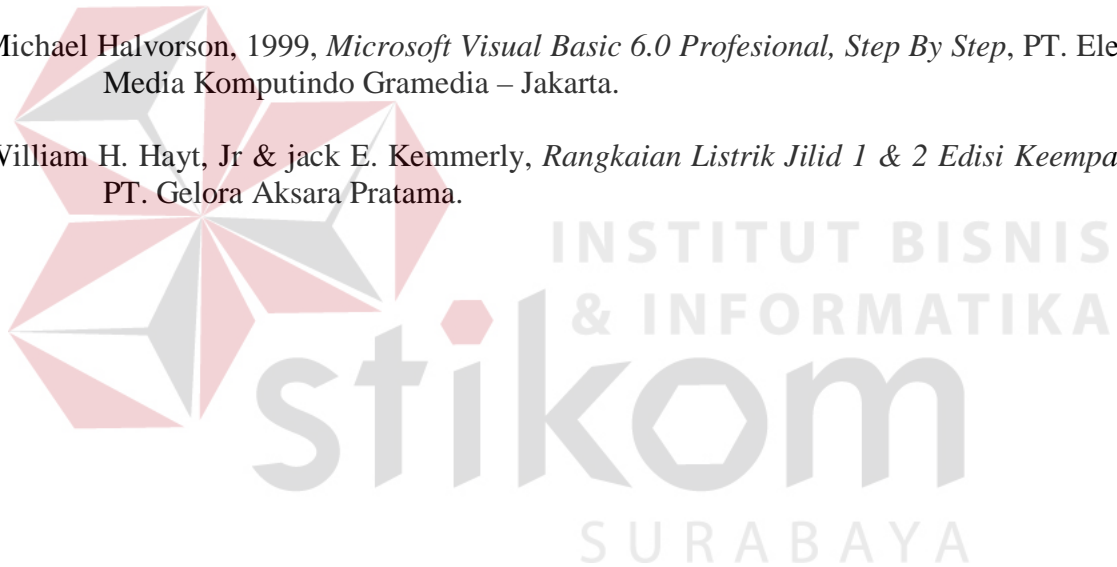 Michael Halvorson, 1999, Microsoft Visual Basic 6.0 Profesional, Step By Step, PT. Ele
Media Komputindo Gramedia – Jakarta.
William H. Hayt, Jr & jack E. Kemmerly, Rangkaian Listrik Jilid 1 & 2 Edisi Keempa
PT. Gelora Aksara Pratama.
INSTITUT BISNIS
& INFORMATIKA
stikom
SURABAYA